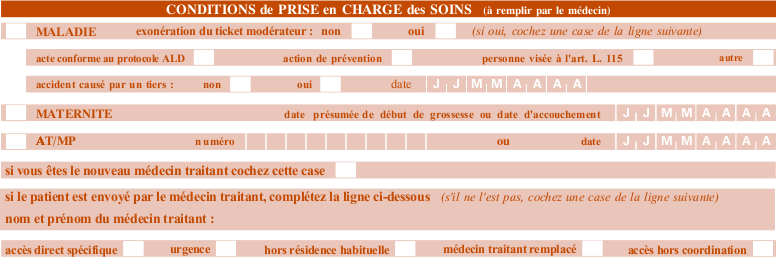 CONDITIONS de PRISE en CHARGE des SOINS (à remplir par le médecin)
MALADIE exonération du ticket modérateur : non oui (si oui, cochez une case de la ligne suivante)
acte conforme au protocole ALD action de prévention personne visée à l'art. L. 115 autre
accident causé par un tiers : non oui date J J M M A A A A
MATERNITE date présumée de début de grossesse ou date d'accouchement J J M M A A A A
AT/MP numéro ou date J J M M A A A A
si vous êtes le nouveau médecin traitant cochez cette case
si le patient est envoyé par le médecin traitant, complétez la ligne ci-dessous (s'il ne l'est pas, cochez une case de la ligne suivante)
nom et prénom du médecin traitant :
accès direct spécifique urgence hors résidence habituelle médecin traitant remplacé accès hors coordination